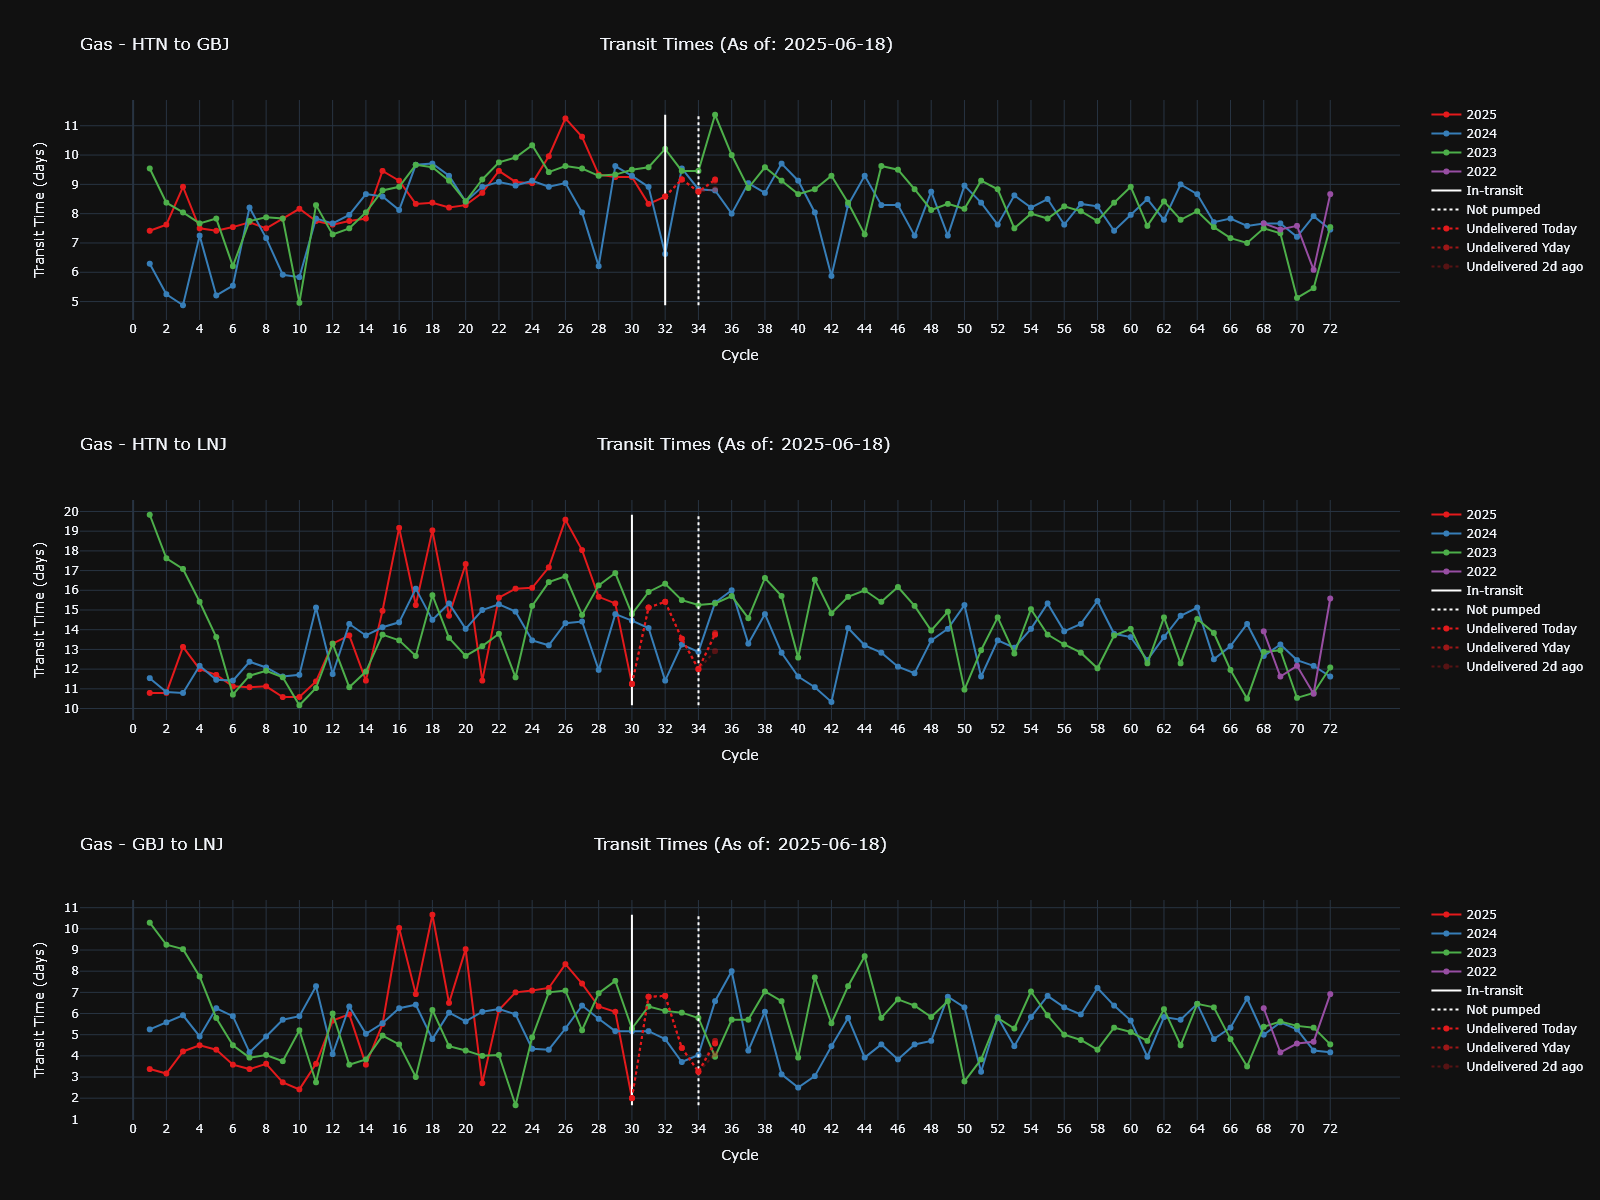 Gas - HTN to GBJ
Transit Times (As of: 2025-06-18)
Transit Time (days)
11
10
9
8
7
6
5
0 2 4 6 8 10 12 14 16 18 20 22 24 26 28 30 32 34 36 38 40 42 44 46 48 50 52 54 56 58 60 62 64 66 68 70 72
Cycle
2025
2024
2023
2022
In-transit
Not pumped
Undelivered Today
Undelivered Yday
Undelivered 2d ago
Gas - HTN to LNJ
Transit Times (As of: 2025-06-18)
Transit Time (days)
20
19
18
17
16
15
14
13
12
11
10
0 2 4 6 8 10 12 14 16 18 20 22 24 26 28 30 32 34 36 38 40 42 44 46 48 50 52 54 56 58 60 62 64 66 68 70 72
Cycle
2025
2024
2023
2022
In-transit
Not pumped
Undelivered Today
Undelivered Yday
Undelivered 2d ago
Gas - GBJ to LNJ
Transit Times (As of: 2025-06-18)
Transit Time (days)
11
10
9
8
7
6
5
4
3
2
1
0 2 4 6 8 10 12 14 16 18 20 22 24 26 28 30 32 34 36 38 40 42 44 46 48 50 52 54 56 58 60 62 64 66 68 70 72
Cycle
2025
2024
2023
2022
In-transit
Not pumped
Undelivered Today
Undelivered Yday
Undelivered 2d ago